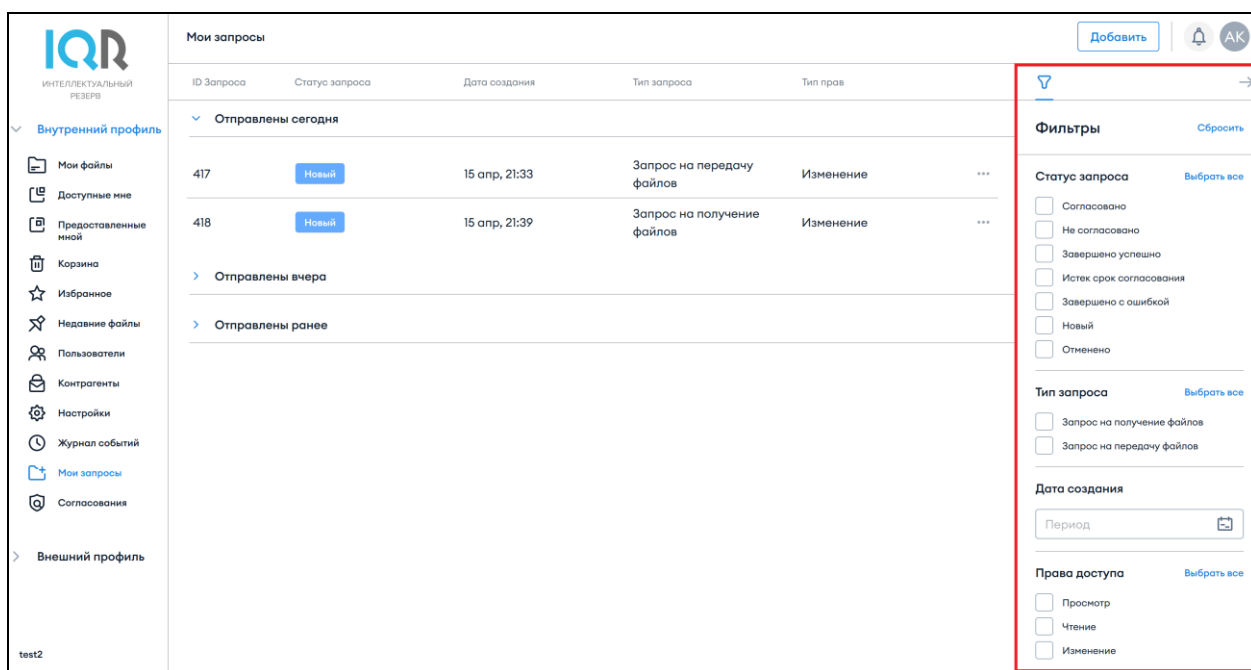 IQR
ИНТЕЛЛЕКТУАЛЬНЫЙ
РЕЗЕРВ
Внутренний профиль
Мои файлы
Доступные мне
Предоставленные
мной
Корзина
Избранное
Недавние файлы
Пользователи
Контрагенты
Настройки
Журнал событий
Мои запросы
Согласования
Внешний профиль
test2
Мои запросы
Добавить
АК
ID Запроса Статус запроса Дата создания Тип запроса Тип прав
Отправлены сегодня
417 Новый 15 апр, 21:33 Запрос на передачу Изменение
файлов
418 Новый 15 апр, 21:39 Запрос на получение Изменение
файлов
Отправлены вчера
Отправлены ранее
Фильтры Сбросить
Статус запроса Выбрать все
Согласовано
Не согласовано
Завершено успешно
Истек срок согласования
Завершено с ошибкой
Новый
Отменено
Тип запроса Выбрать все
Запрос на получение файлов
Запрос на передачу файлов
Дата создания
Период
Права доступа Выбрать все
Просмотр
Чтение
Изменение